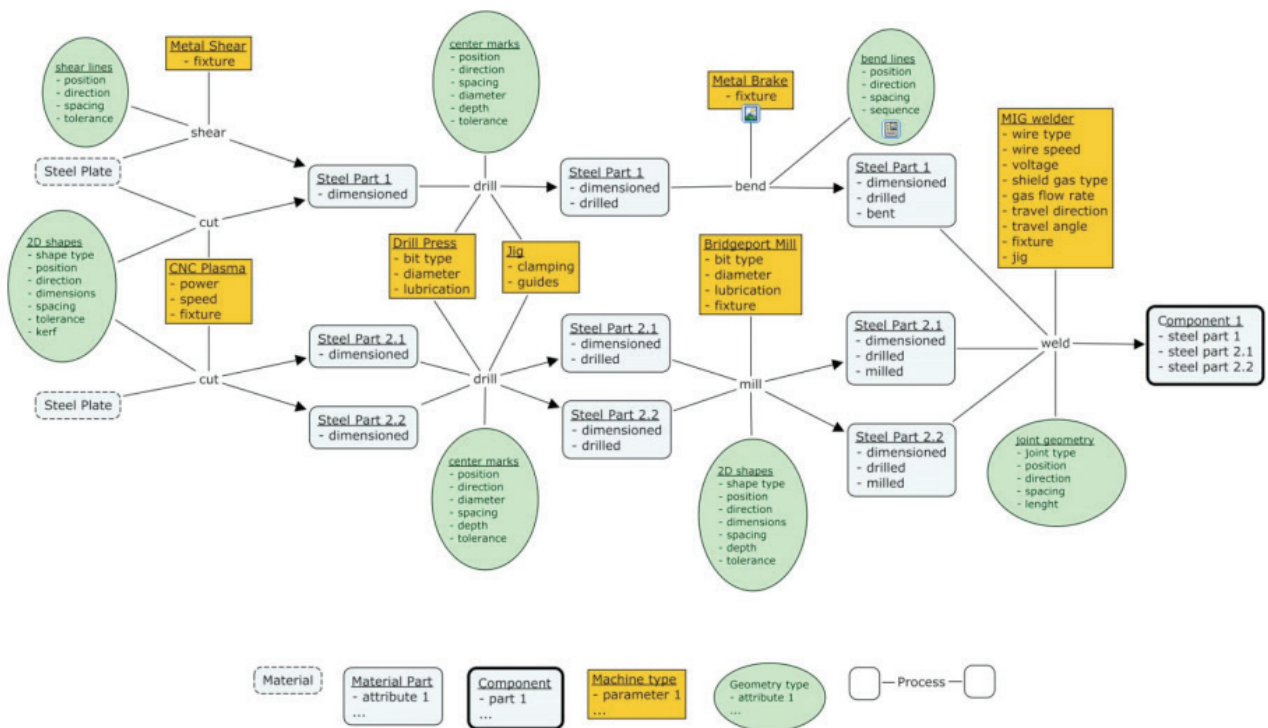 shear lines
- position
- direction
- spacing
- tolerance
Metal Shear
- fixture
center marks
- position
- direction
- spacing
- diameter
- depth
- tolerance
Metal Brake
- fixture
bend lines
- position
- direction
- spacing
- sequence
MIG welder
- wire type
- wire speed
- voltage
- shield gas type
- gas flow rate
- travel direction
- travel angle
- fixture
- jig
shear
Steel Plate
Steel Part 1
- dimensioned
drill
Steel Part 1
- dimensioned
- drilled
bend
Steel Part 1
- dimensioned
- drilled
- bent
cut
2D shapes
- shape type
- position
- direction
- dimensions
- spacing
- tolerance
- kerf
CNC Plasma
- power
- speed
- fixture
Drill Press
- bit type
- diameter
- lubrication
Jig
- clamping
- guides
Bridgeport Mill
- bit type
- diameter
- lubrication
- fixture
Steel Part 2.1
- dimensioned
Steel Part 2.1
- dimensioned
- drilled
Steel Part 2.1
- dimensioned
- drilled
- milled
weld
Component 1
- steel part 1
- steel part 2.1
- steel part 2.2
cut
drill
mill
Steel Plate
Steel Part 2.2
- dimensioned
Steel Part 2.2
- dimensioned
- drilled
Steel Part 2.2
- dimensioned
- drilled
- milled
center marks
- position
- direction
- diameter
- spacing
- depth
- tolerance
2D shapes
- shape type
- position
- direction
- dimensions
- spacing
- depth
- tolerance
joint geometry
- joint type
- position
- direction
- spacing
- lenght
Material
Material Part
- attribute 1
...
Component
- part 1
...
Machine type
- parameter 1
...
Geometry type
- attribute 1
...
Process